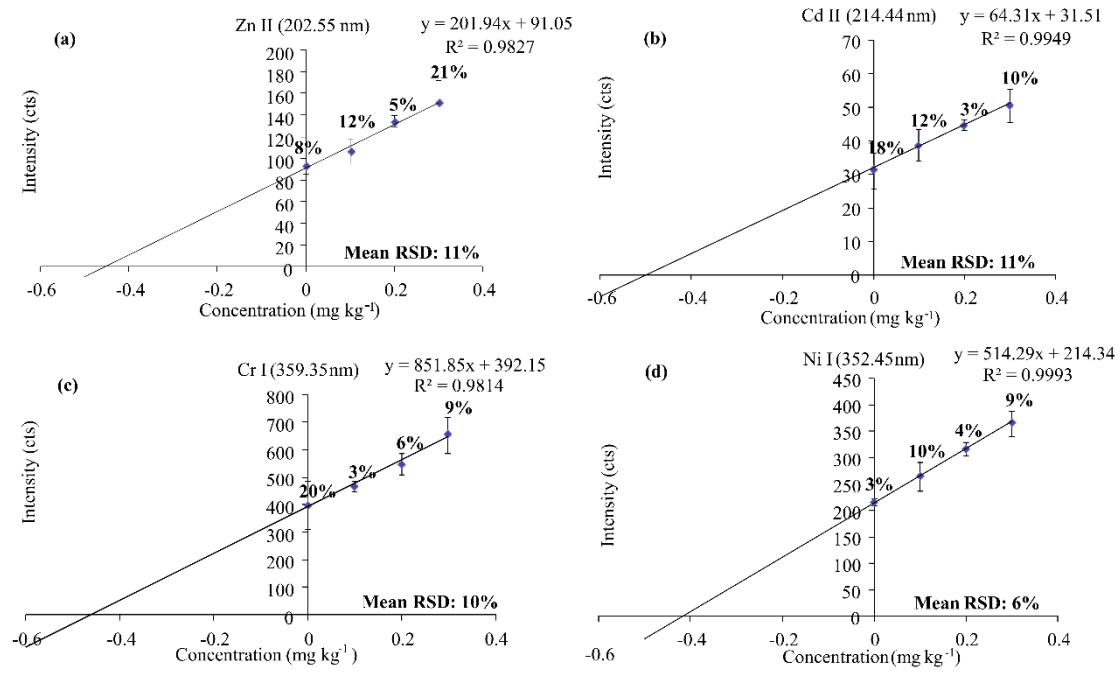 (a)
Zn II (202.55 nm)
y = 201.94x + 91.05
R² = 0.9827
200
180
160
140
120
100
80
60
40
20
0
8%
12%
5%
21%
Mean RSD: 11%
-0.6
-0.4
-0.2
0
0.2
0.4
Intensity (cts)
Concentration (mg kg⁻¹)
(b)
Cd II (214.44 nm)
y = 64.31x + 31.51
R² = 0.9949
70
60
50
40
30
20
10
0
18%
12%
3%
10%
Mean RSD: 11%
-0.6
-0.4
-0.2
0
0.2
0.4
Intensity (cts)
Concentration (mg kg⁻¹)
(c)
Cr I (359.35nm)
y = 851.85x + 392.15
R² = 0.9814
800
700
600
500
400
300
200
100
0
20%
3%
6%
9%
Mean RSD: 10%
-0.6
-0.4
-0.2
0
0.2
0.4
Intensity (cts)
Concentration (mg kg⁻¹)
(d)
Ni I (352.45nm)
y = 514.29x + 214.34
R² = 0.9993
450
400
350
300
250
200
150
100
50
0
3%
10%
4%
9%
Mean RSD: 6%
-0.6
-0.4
-0.2
0
0.2
0.4
Intensity (cts)
Concentration (mg kg⁻¹)